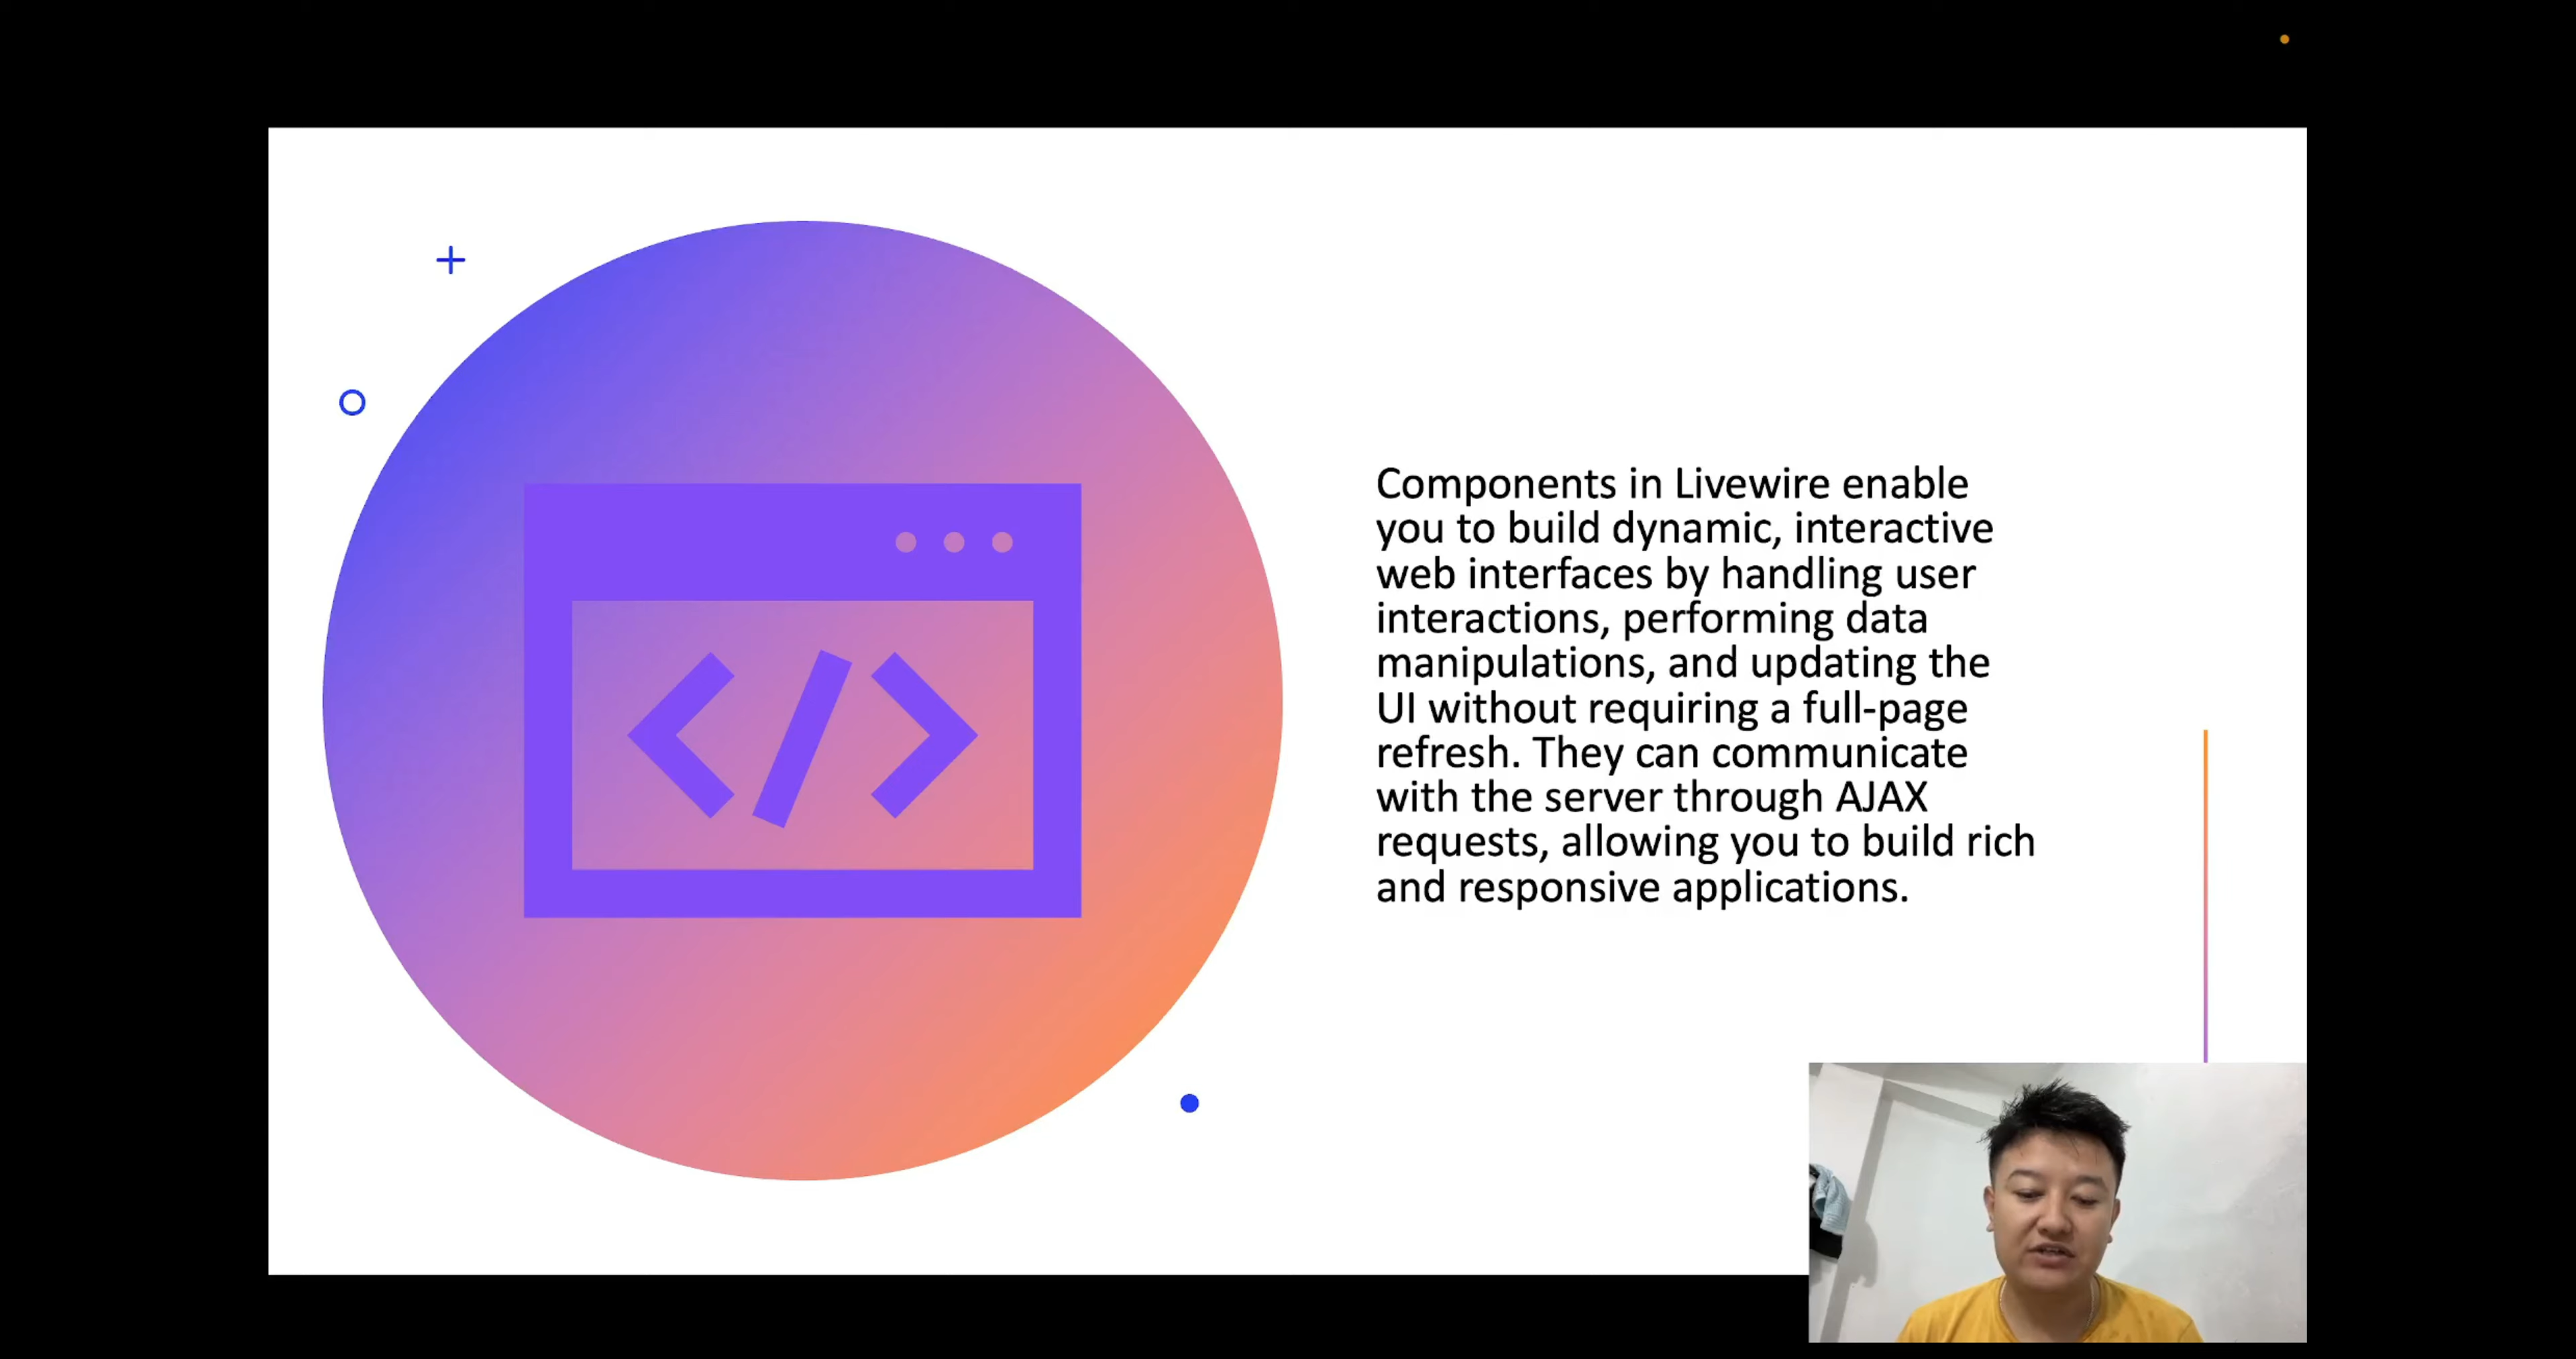 Components in Livewire enable
you to build dynamic, interactive
web interfaces by handling user
interactions, performing data
manipulations, and updating the
UI without requiring a full-page
refresh. They can communicate
with the server through AJAX
requests, allowing you to build rich
and responsive applications.